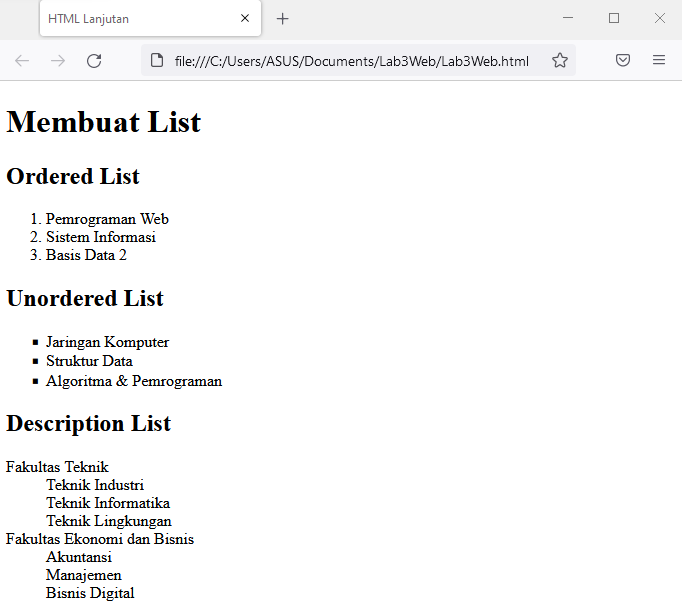 HTML Lanjutan
file:///C:/Users/ASUS/Documents/Lab3Web/Lab3Web.html
Membuat List
Ordered List
1. Pemrograman Web
2. Sistem Informasi
3. Basis Data 2
Unordered List
▪ Jaringan Komputer
▪ Struktur Data
▪ Algoritma & Pemrograman
Description List
Fakultas Teknik
Teknik Industri
Teknik Informatika
Teknik Lingkungan
Fakultas Ekonomi dan Bisnis
Akuntansi
Manajemen
Bisnis Digital